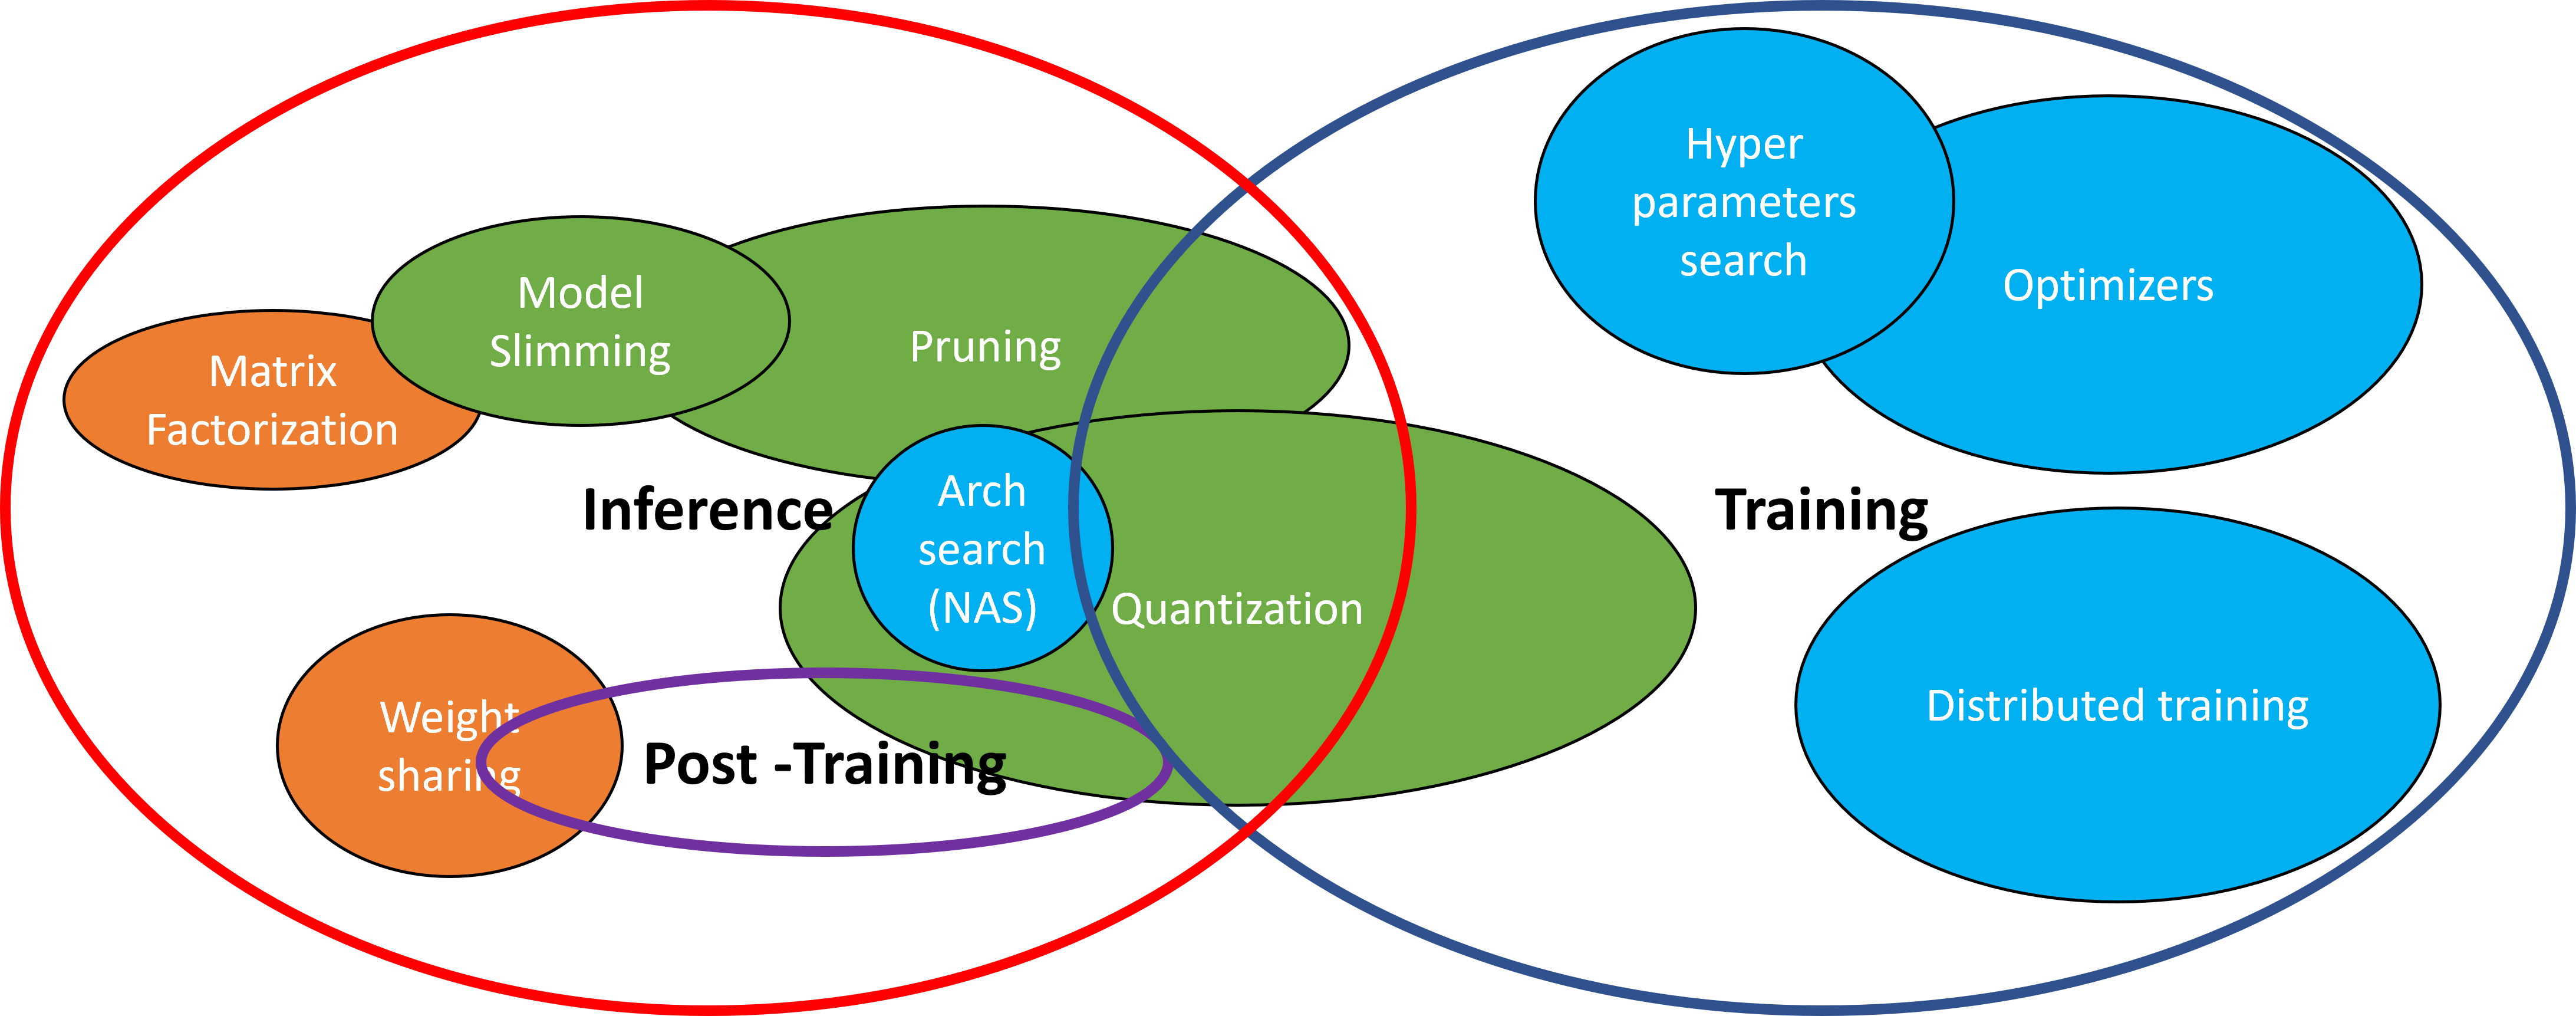 Hyper
parameters
search
Optimizers
Model
Slimming
Pruning
Matrix
Factorization
Inference
Arch
search
(NAS)
Quantization
Training
Weight
sharing
Post -Training
Distributed training